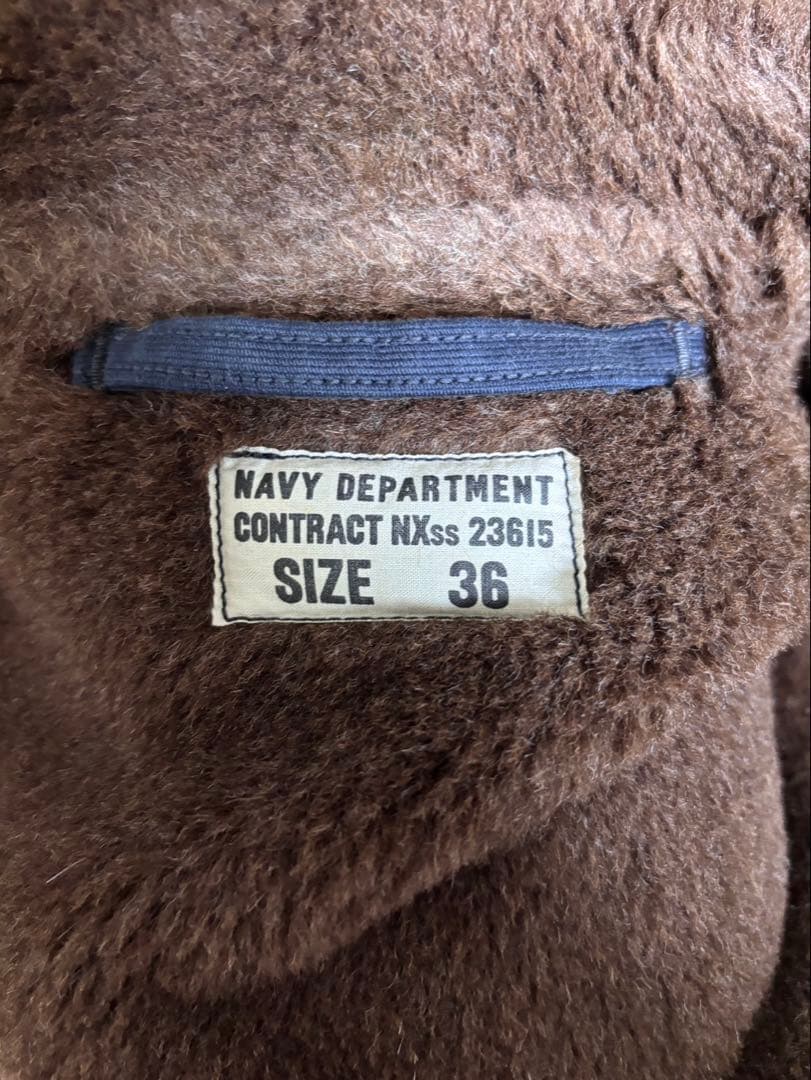 NAVY DEPARTMENT
CONTRACT NXss 23615
SIZE 36